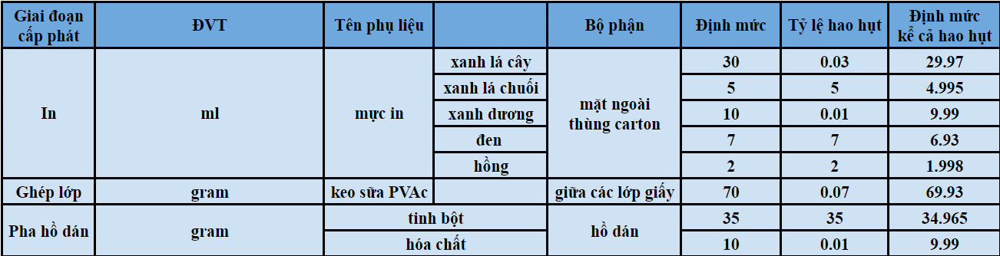 Giai đoạn cấp phát ĐVT Tên phụ liệu Bộ phận Định mức Tỷ lệ hao hụt Định mức kể cả hao hụt
In ml mực in xanh lá cây mặt ngoài thùng carton 30 0.03 29.97
xanh lá chuối 5 5 4.995
xanh dương 10 0.01 9.99
đen 7 7 6.93
hồng 2 2 1.998
Ghép lớp gram keo sữa PVAc giữa các lớp giấy 70 0.07 69.93
Pha hồ dán gram tinh bột hồ dán 35 35 34.965
hóa chất 10 0.01 9.99